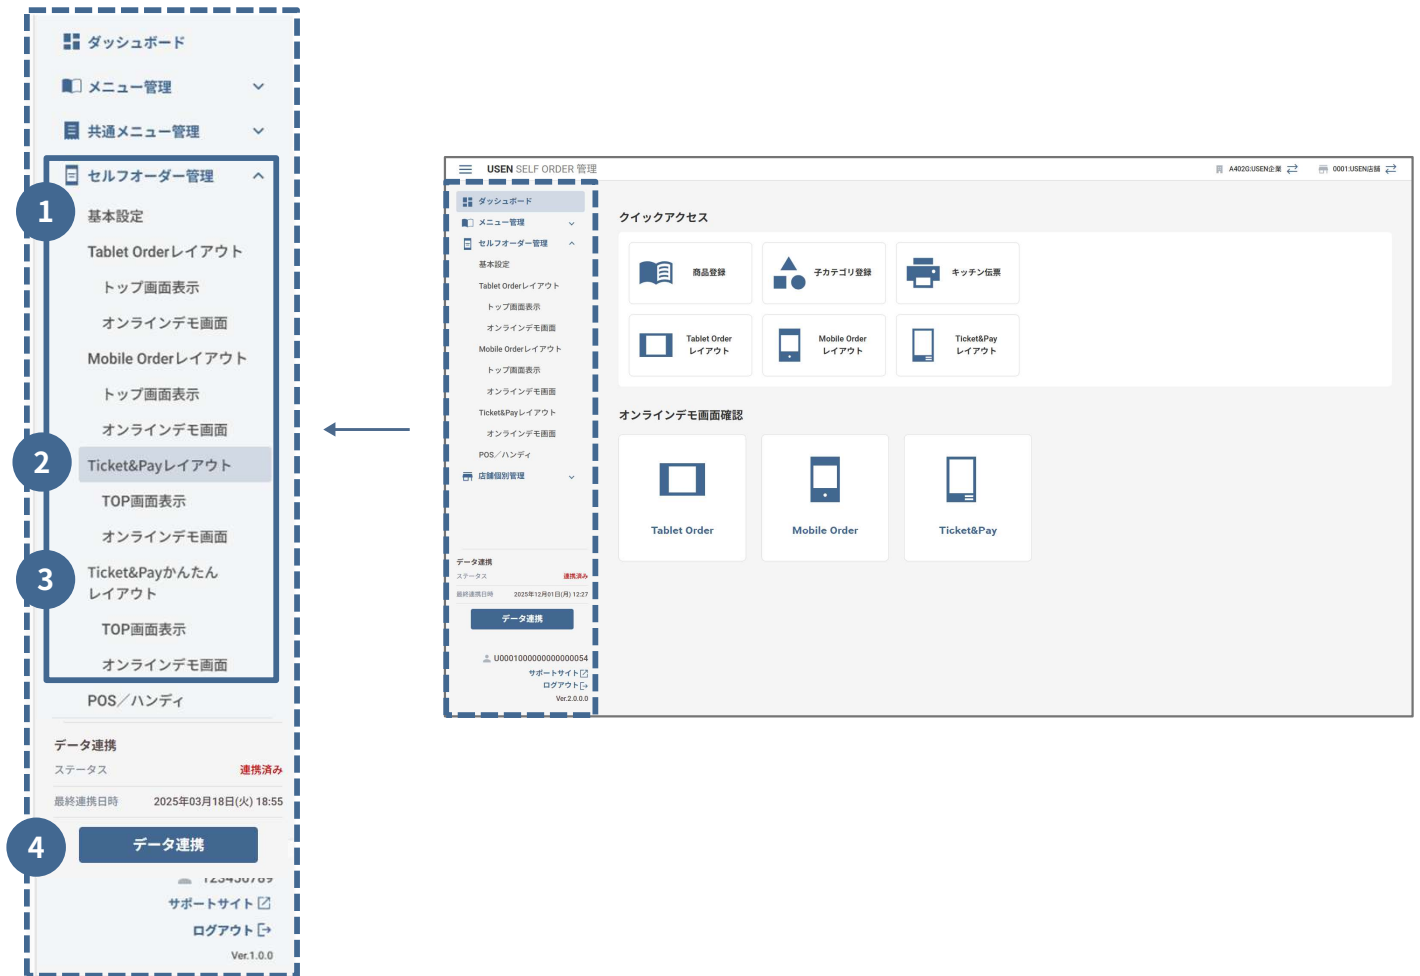 ダッシュボード
メニュー管理
共通メニュー管理
セルフオーダー管理
1
基本設定
Tablet Orderレイアウト
トップ画面表示
オンラインデモ画面
Mobile Orderレイアウト
トップ画面表示
オンラインデモ画面
2
Ticket&Payレイアウト
TOP画面表示
オンラインデモ画面
3
Ticket&Payかんたん
レイアウト
TOP画面表示
オンラインデモ画面
POS／ハンディ
データ連携
ステータス 連携済み
最終連携日時 2025年03月18日(火) 18:55
4
データ連携
123456789
サポートサイト
ログアウト
Ver.1.0.0
USEN SELF ORDER 管理
A402G:USEN企業
0001:USEN店舗
ダッシュボード
メニュー管理
セルフオーダー管理
基本設定
Tablet Orderレイアウト
トップ画面表示
オンラインデモ画面
Mobile Orderレイアウト
トップ画面表示
オンラインデモ画面
Ticket&Payレイアウト
オンラインデモ画面
POS／ハンディ
店舗個別管理
データ連携
ステータス 連携済み
最終連携日時 2025年12月01日(月) 12:27
データ連携
U0001000000000000054
サポートサイト
ログアウト
Ver.2.0.0.0
クイックアクセス
商品登録
子カテゴリ登録
キッチン伝票
Tablet Order
レイアウト
Mobile Order
レイアウト
Ticket&Pay
レイアウト
オンラインデモ画面確認
Tablet Order
Mobile Order
Ticket&Pay